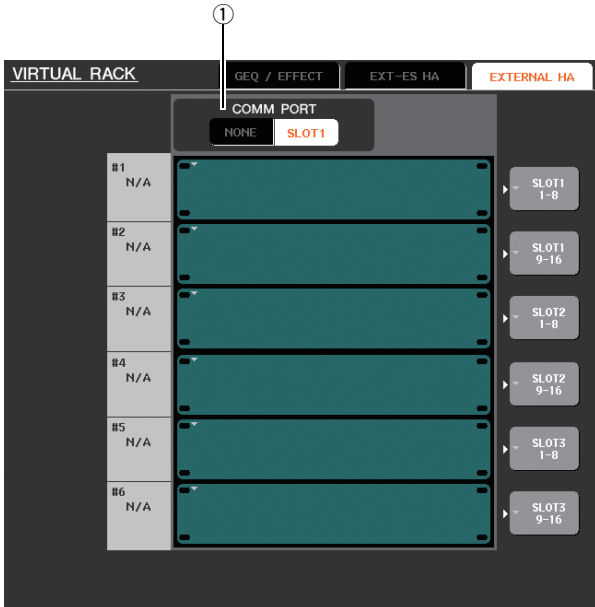 ①
VIRTUAL RACK
GEQ / EFFECT
EXT-ES HA
EXTERNAL HA
COMM PORT
NONE
SLOT1
#1
N/A
SLOT1
1-8
#2
N/A
SLOT1
9-16
#3
N/A
SLOT2
1-8
#4
N/A
SLOT2
9-16
#5
N/A
SLOT3
1-8
#6
N/A
SLOT3
9-16